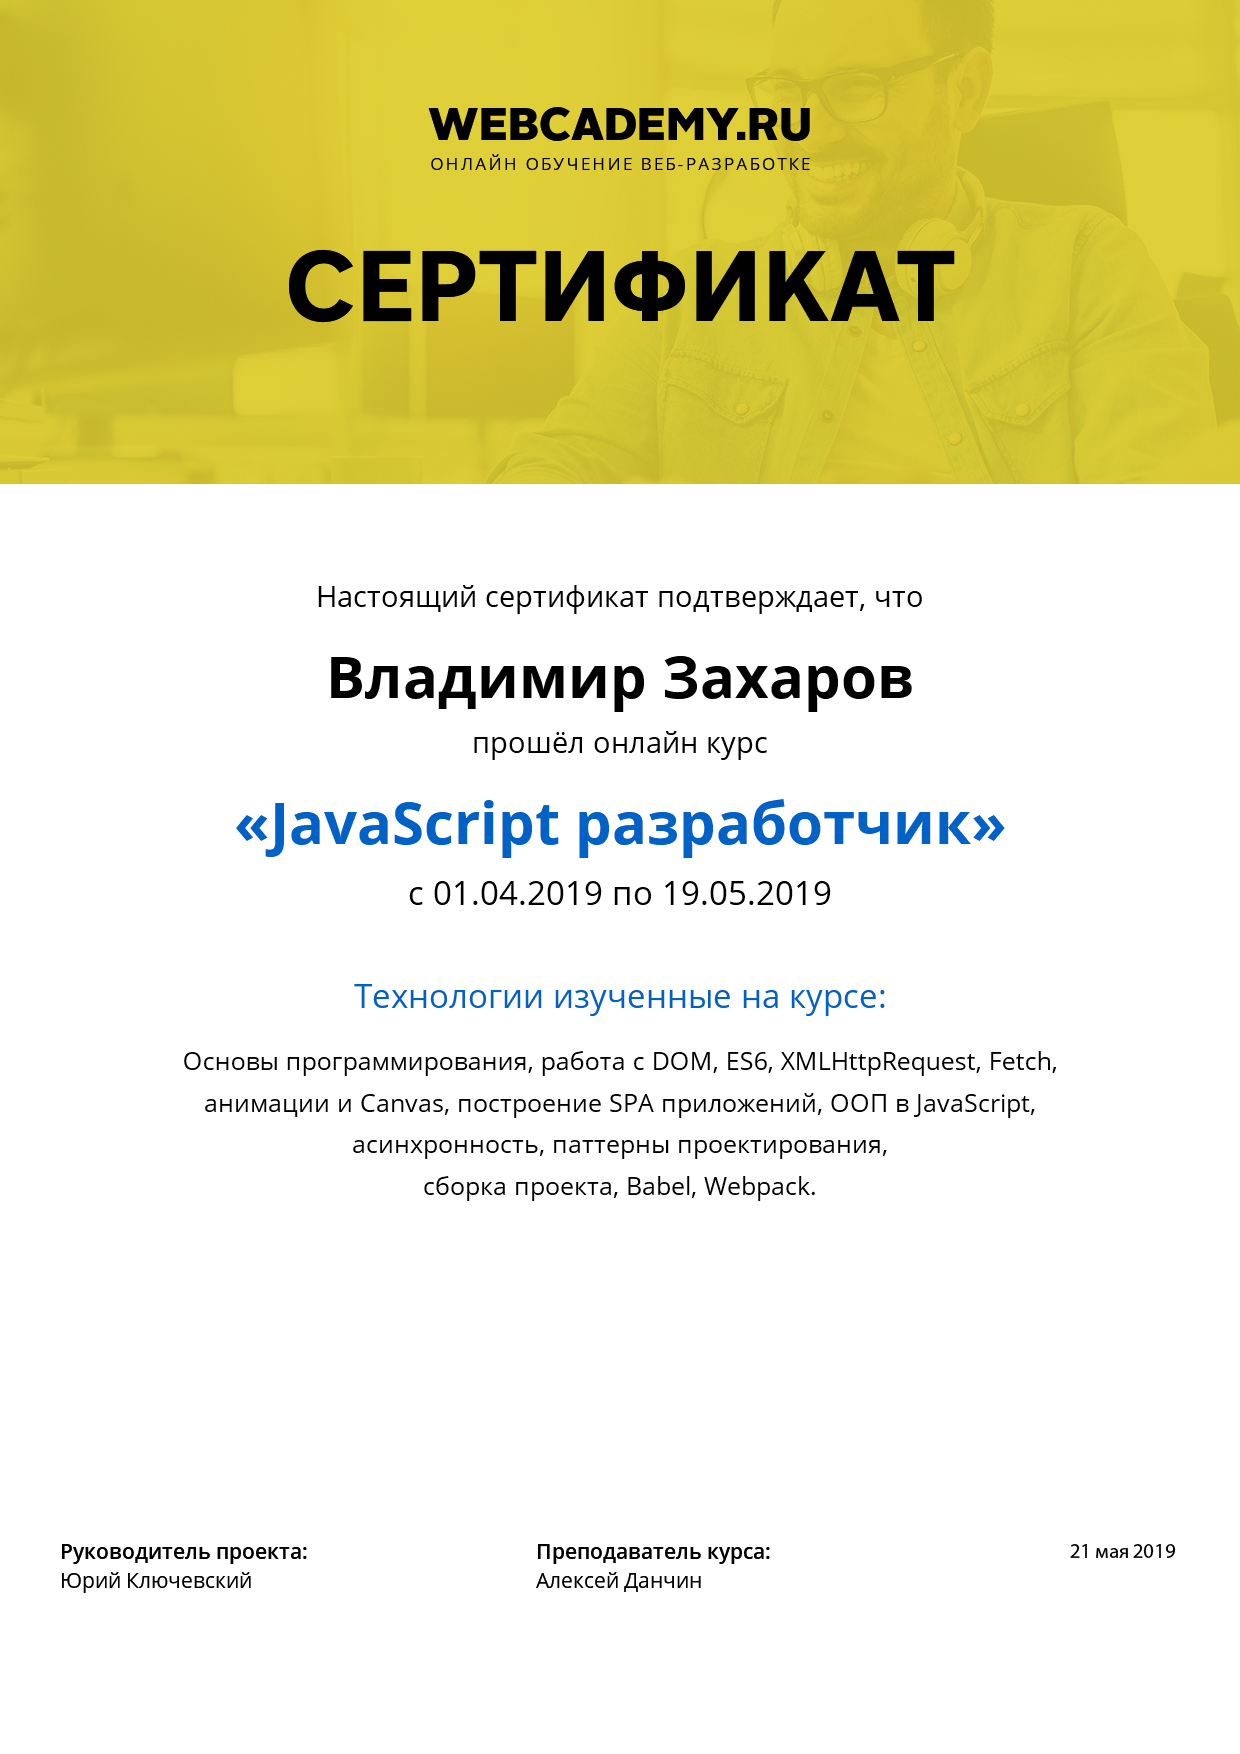 WEBCADEMY.RU
ОНЛАЙН ОБУЧЕНИЕ ВЕБ-РАЗРАБОТКЕ
СЕРТИФИКАТ
Настоящий сертификат подтверждает, что
Владимир Захаров
прошёл онлайн курс
«JavaScript разработчик»
с 01.04.2019 по 19.05.2019
Технологии изученные на курсе:
Основы программирования, работа с DOM, ES6, XMLHttpRequest, Fetch,
анимации и Canvas, построение SPA приложений, ООП в JavaScript,
асинхронность, паттерны проектирования,
сборка проекта, Babel, Webpack.
Руководитель проекта:
Юрий Ключевский
Преподаватель курса:
Алексей Данчин
21 мая 2019